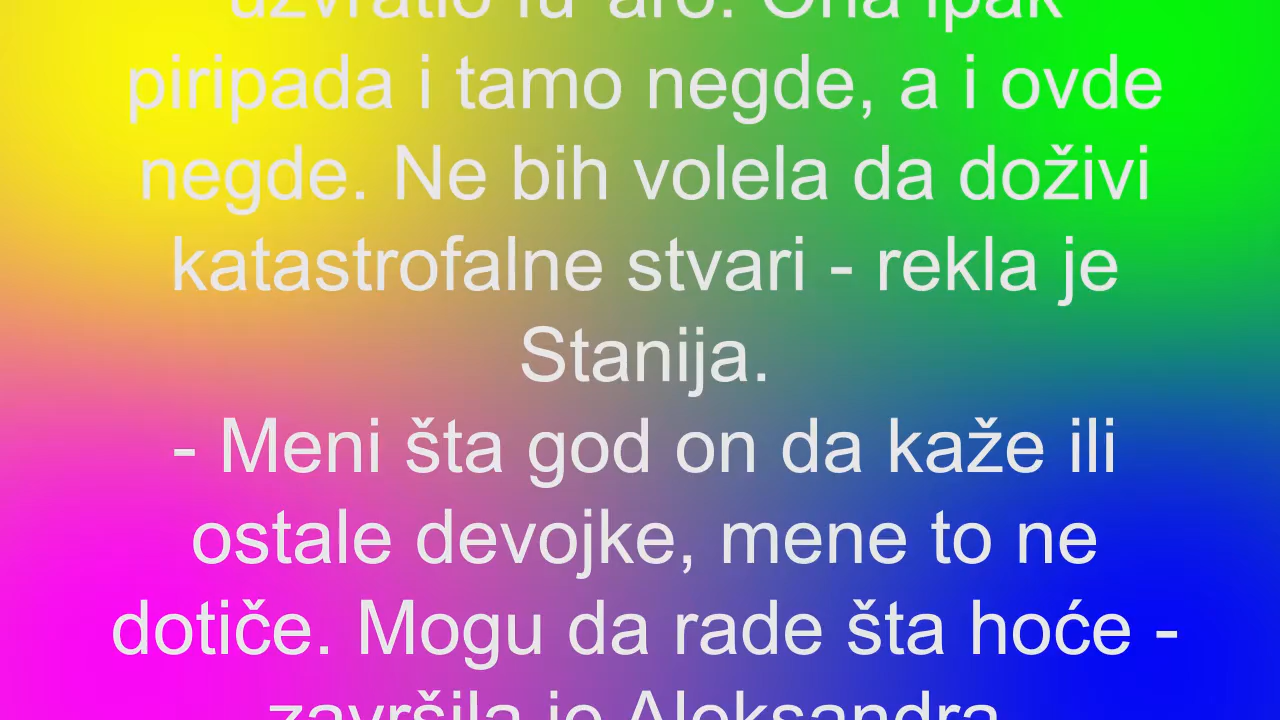 uzvratio Ona ipak
piripada i tamo negde, a i ovde
negde. Ne bih volela da doživi
katastrofalne stvari - rekla je
Stanija.
- Meni šta god on da kaže ili
ostale devojke, mene to ne
dotiče. Mogu da rade šta hoće -
završila je Aleksandra